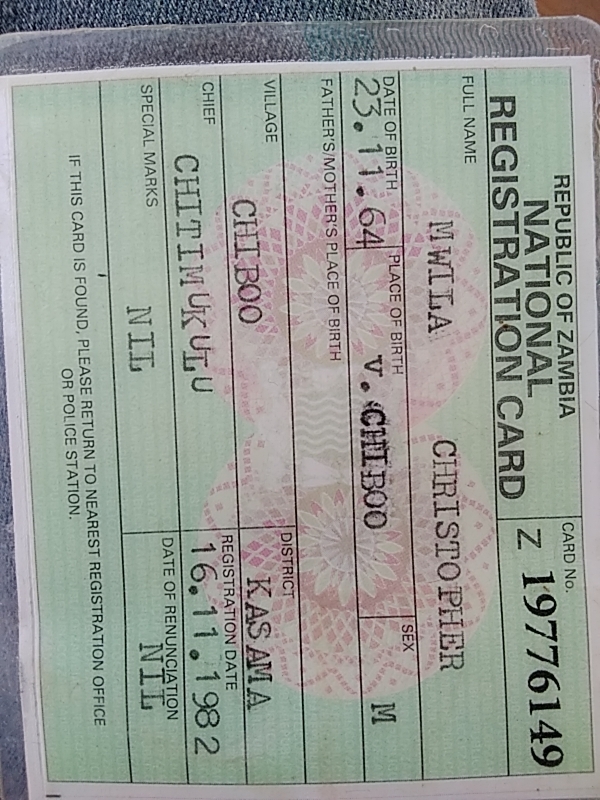 REPUBLIC OF ZAMBIA
NATIONAL
REGISTRATION CARD
CARD No.
Z 19776149
FULL NAME
MWILA CHRISTOPHER
DATE OF BIRTH
23.11.64
PLACE OF BIRTH
V.CHIBOO
SEX
M
FATHER'S/MOTHER'S PLACE OF BIRTH
VILLAGE
CHIBOO
DISTRICT
KASAMA
CHIEF
CHITIMUKULU
REGISTRATION DATE
16.11.1982
SPECIAL MARKS
NIL
DATE OF RENUNCIATION
NIL
IF THIS CARD IS FOUND, PLEASE RETURN TO NEAREST REGISTRATION OFFICE
OR POLICE STATION.